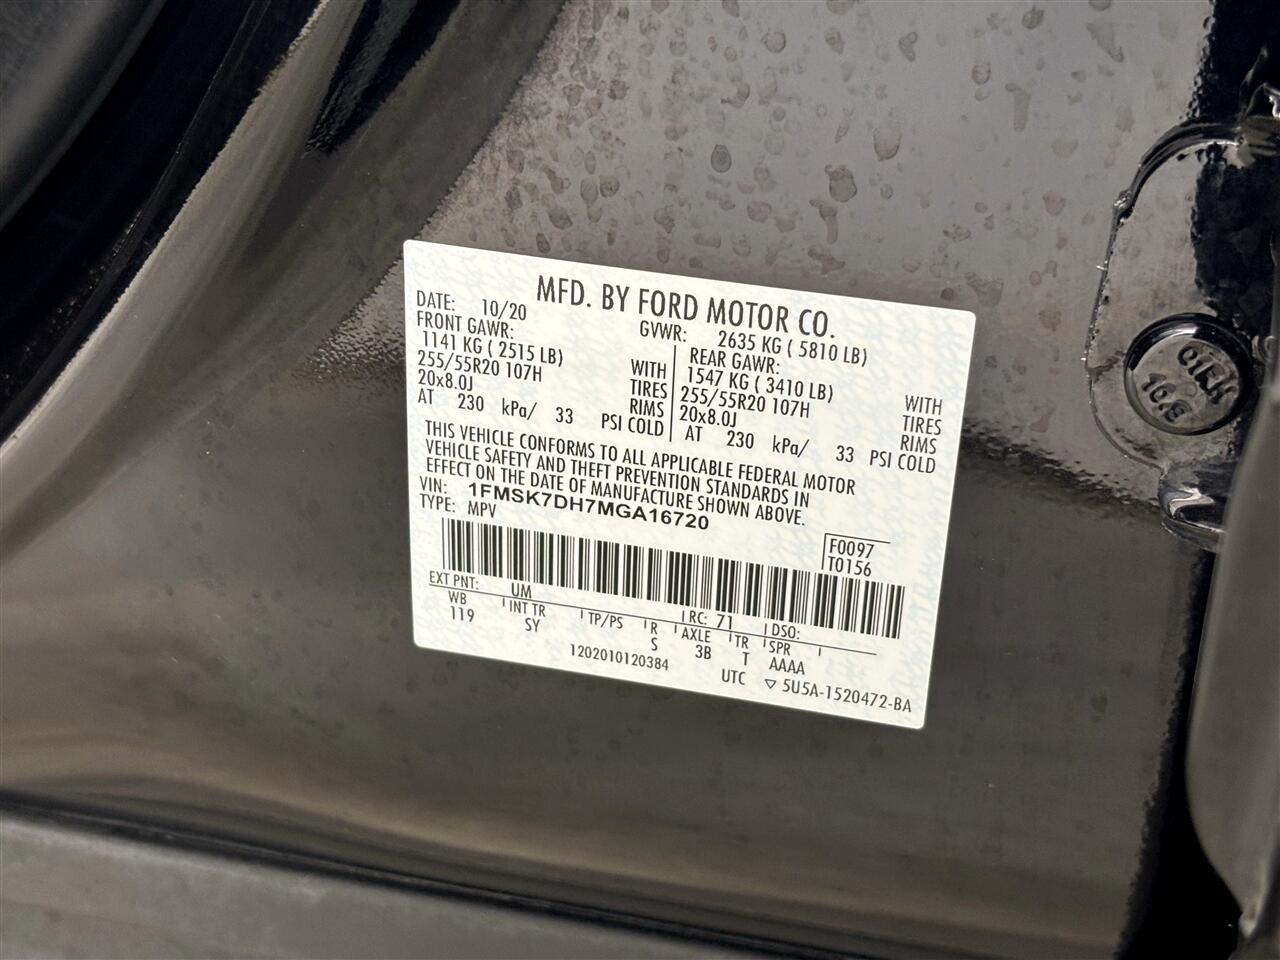 MFD. BY FORD MOTOR CO.
DATE: 10/20 GVWR: 2635 KG ( 5810 LB)
FRONT GAWR: REAR GAWR:
1141 KG ( 2515 LB) WITH 1547 KG ( 3410 LB) WITH
255/55R20 107H TIRES 255/55R20 107H TIRES
20x8.0J RIMS 20x8.0J RIMS
AT 230 kPa/ 33 PSI COLD AT 230 kPa/ 33 PSI COLD
THIS VEHICLE CONFORMS TO ALL APPLICABLE FEDERAL MOTOR
VEHICLE SAFETY AND THEFT PREVENTION STANDARDS IN
EFFECT ON THE DATE OF MANUFACTURE SHOWN ABOVE.
VIN: 1FMSK7DH7MGA16720
TYPE: MPV
F0097
T0156
EXT PNT: UM RC: 71 DSO:
WB INT TR TP/PS R AXLE TR SPR
119 SY S 3B T AAAA
1202010120384 UTC ▽ 5U5A-1520472-BA
10.8